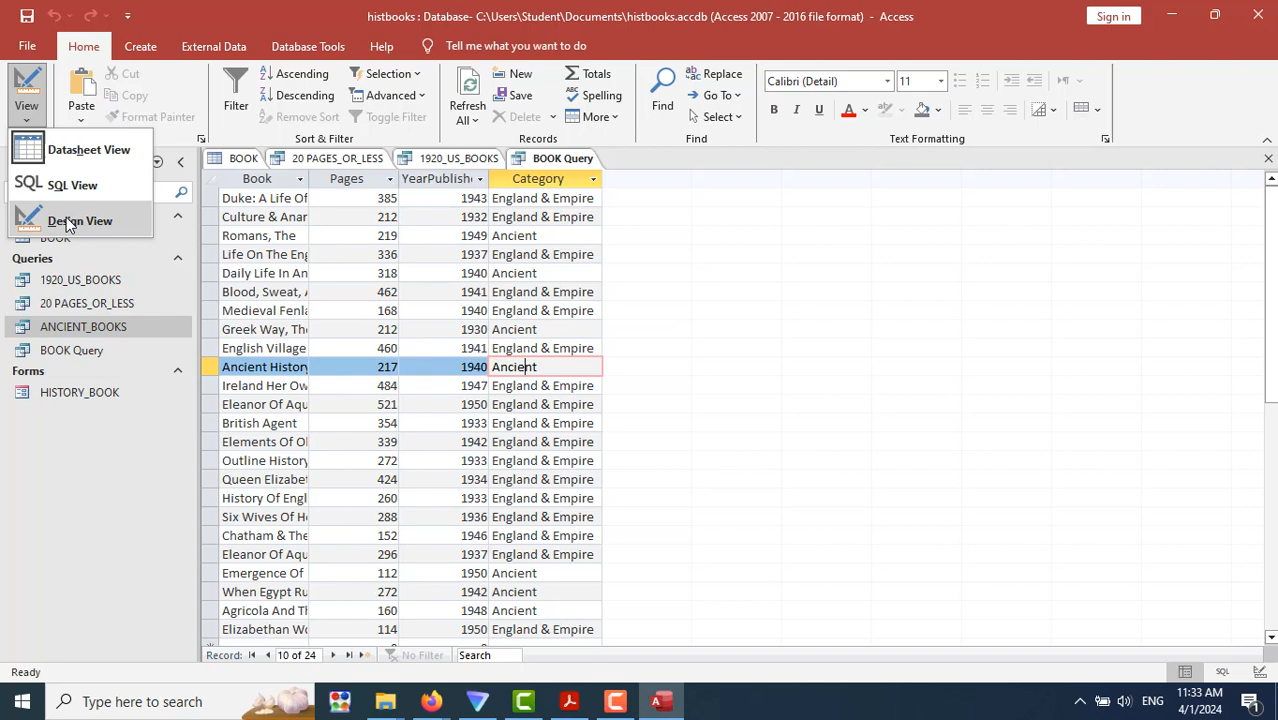 histbooks : Database- C:\Users\Student\Documents\histbooks.accdb (Access 2007 - 2016 file format) - Access
Sign in
File Home Create External Data Database Tools Help Tell me what you want to do
View
Paste
Cut
Copy
Format Painter
Filter
Ascending
Descending
Remove Sort
Selection
Advanced
Toggle Filter
Sort & Filter
Refresh
All
New
Save
Delete
Totals
Spelling
More
Records
Find
Replace
Go To
Select
Find
Calibri (Detail) 11
B I U A
Text Formatting
Datasheet View
SQL SQL View
Design View
BOOK
Queries
1920_US_BOOKS
20 PAGES_OR_LESS
ANCIENT_BOOKS
BOOK Query
Forms
HISTORY_BOOK
BOOK 20 PAGES_OR_LESS 1920_US_BOOKS BOOK Query
Book Pages YearPublishe Category
Duke: A Life Of 385 1943 England & Empire
Culture & Anar 212 1932 England & Empire
Romans, The 219 1949 Ancient
Life On The Eng 336 1937 England & Empire
Daily Life In An 318 1940 Ancient
Blood, Sweat, A 462 1941 England & Empire
Medieval Fenla 168 1940 England & Empire
Greek Way, The 212 1930 Ancient
English Village 460 1941 England & Empire
Ancient History 217 1940 Ancient
Ireland Her Ow 484 1947 England & Empire
Eleanor Of Aqu 521 1950 England & Empire
British Agent 354 1933 England & Empire
Elements Of Ol 339 1942 England & Empire
Outline History 272 1933 England & Empire
Queen Elizabet 424 1934 England & Empire
History Of Engl 260 1933 England & Empire
Six Wives Of He 288 1936 England & Empire
Chatham & The 152 1946 England & Empire
Eleanor Of Aqu 296 1937 England & Empire
Emergence Of 112 1950 Ancient
When Egypt Ru 272 1942 Ancient
Agricola And Th 160 1948 Ancient
Elizabethan Wo 114 1950 England & Empire
Record: 10 of 24 No Filter Search
Ready
SQL
Type here to search
ENG
11:33 AM
4/1/2024
1